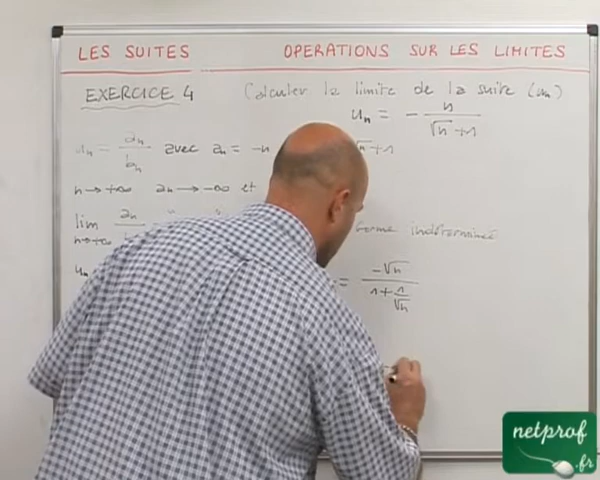 LES SUITES OPERATIONS SUR LES LIMITES
EXERCICE 4 Calculer la limite de la suite (un)
un = - n / (√n + 1)
un = an / bn avec an = -n √n + 1
n → +∞ an → -∞ et
lim an
n→+∞ forme indéterminée
un = -√n / (1 + 1/√n)
netprof
.fr